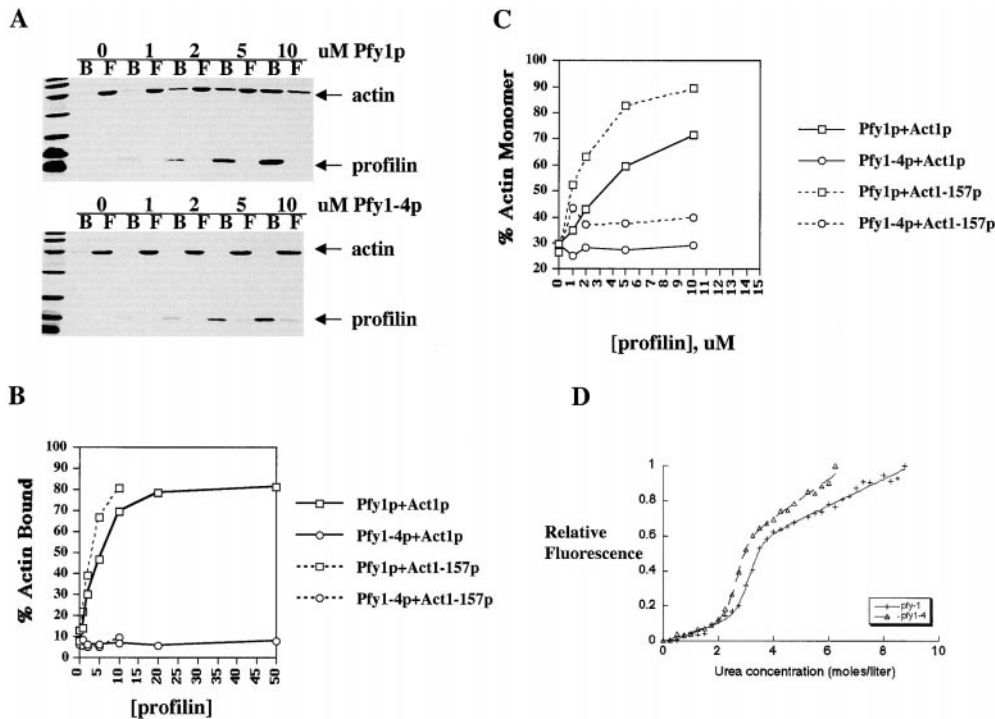 A
0 1 2 5 10 uM Pfy1p
B F B F B F B F B F
actin
profilin
0 1 2 5 10 uM Pfy1-4p
B F B F B F B F B F
actin
profilin
B
% Actin Bound
100
90
80
70
60
50
40
30
20
10
0
0 5 10 15 20 25 30 35 40 45 50
[profilin]
Pfy1p+Act1p
Pfy1-4p+Act1p
Pfy1p+Act1-157p
Pfy1-4p+Act1-157p
C
% Actin Monomer
100
90
80
70
60
50
40
30
20
0 1 2 3 4 5 6 7 8 9 10 11 12 13 14 15
[profilin], uM
Pfy1p+Act1p
Pfy1-4p+Act1p
Pfy1p+Act1-157p
Pfy1-4p+Act1-157p
D
Relative
Fluorescence
1
0.8
0.6
0.4
0.2
0
0 2 4 6 8 10
Urea concentration (moles/liter)
pfy-1
pfy1-4